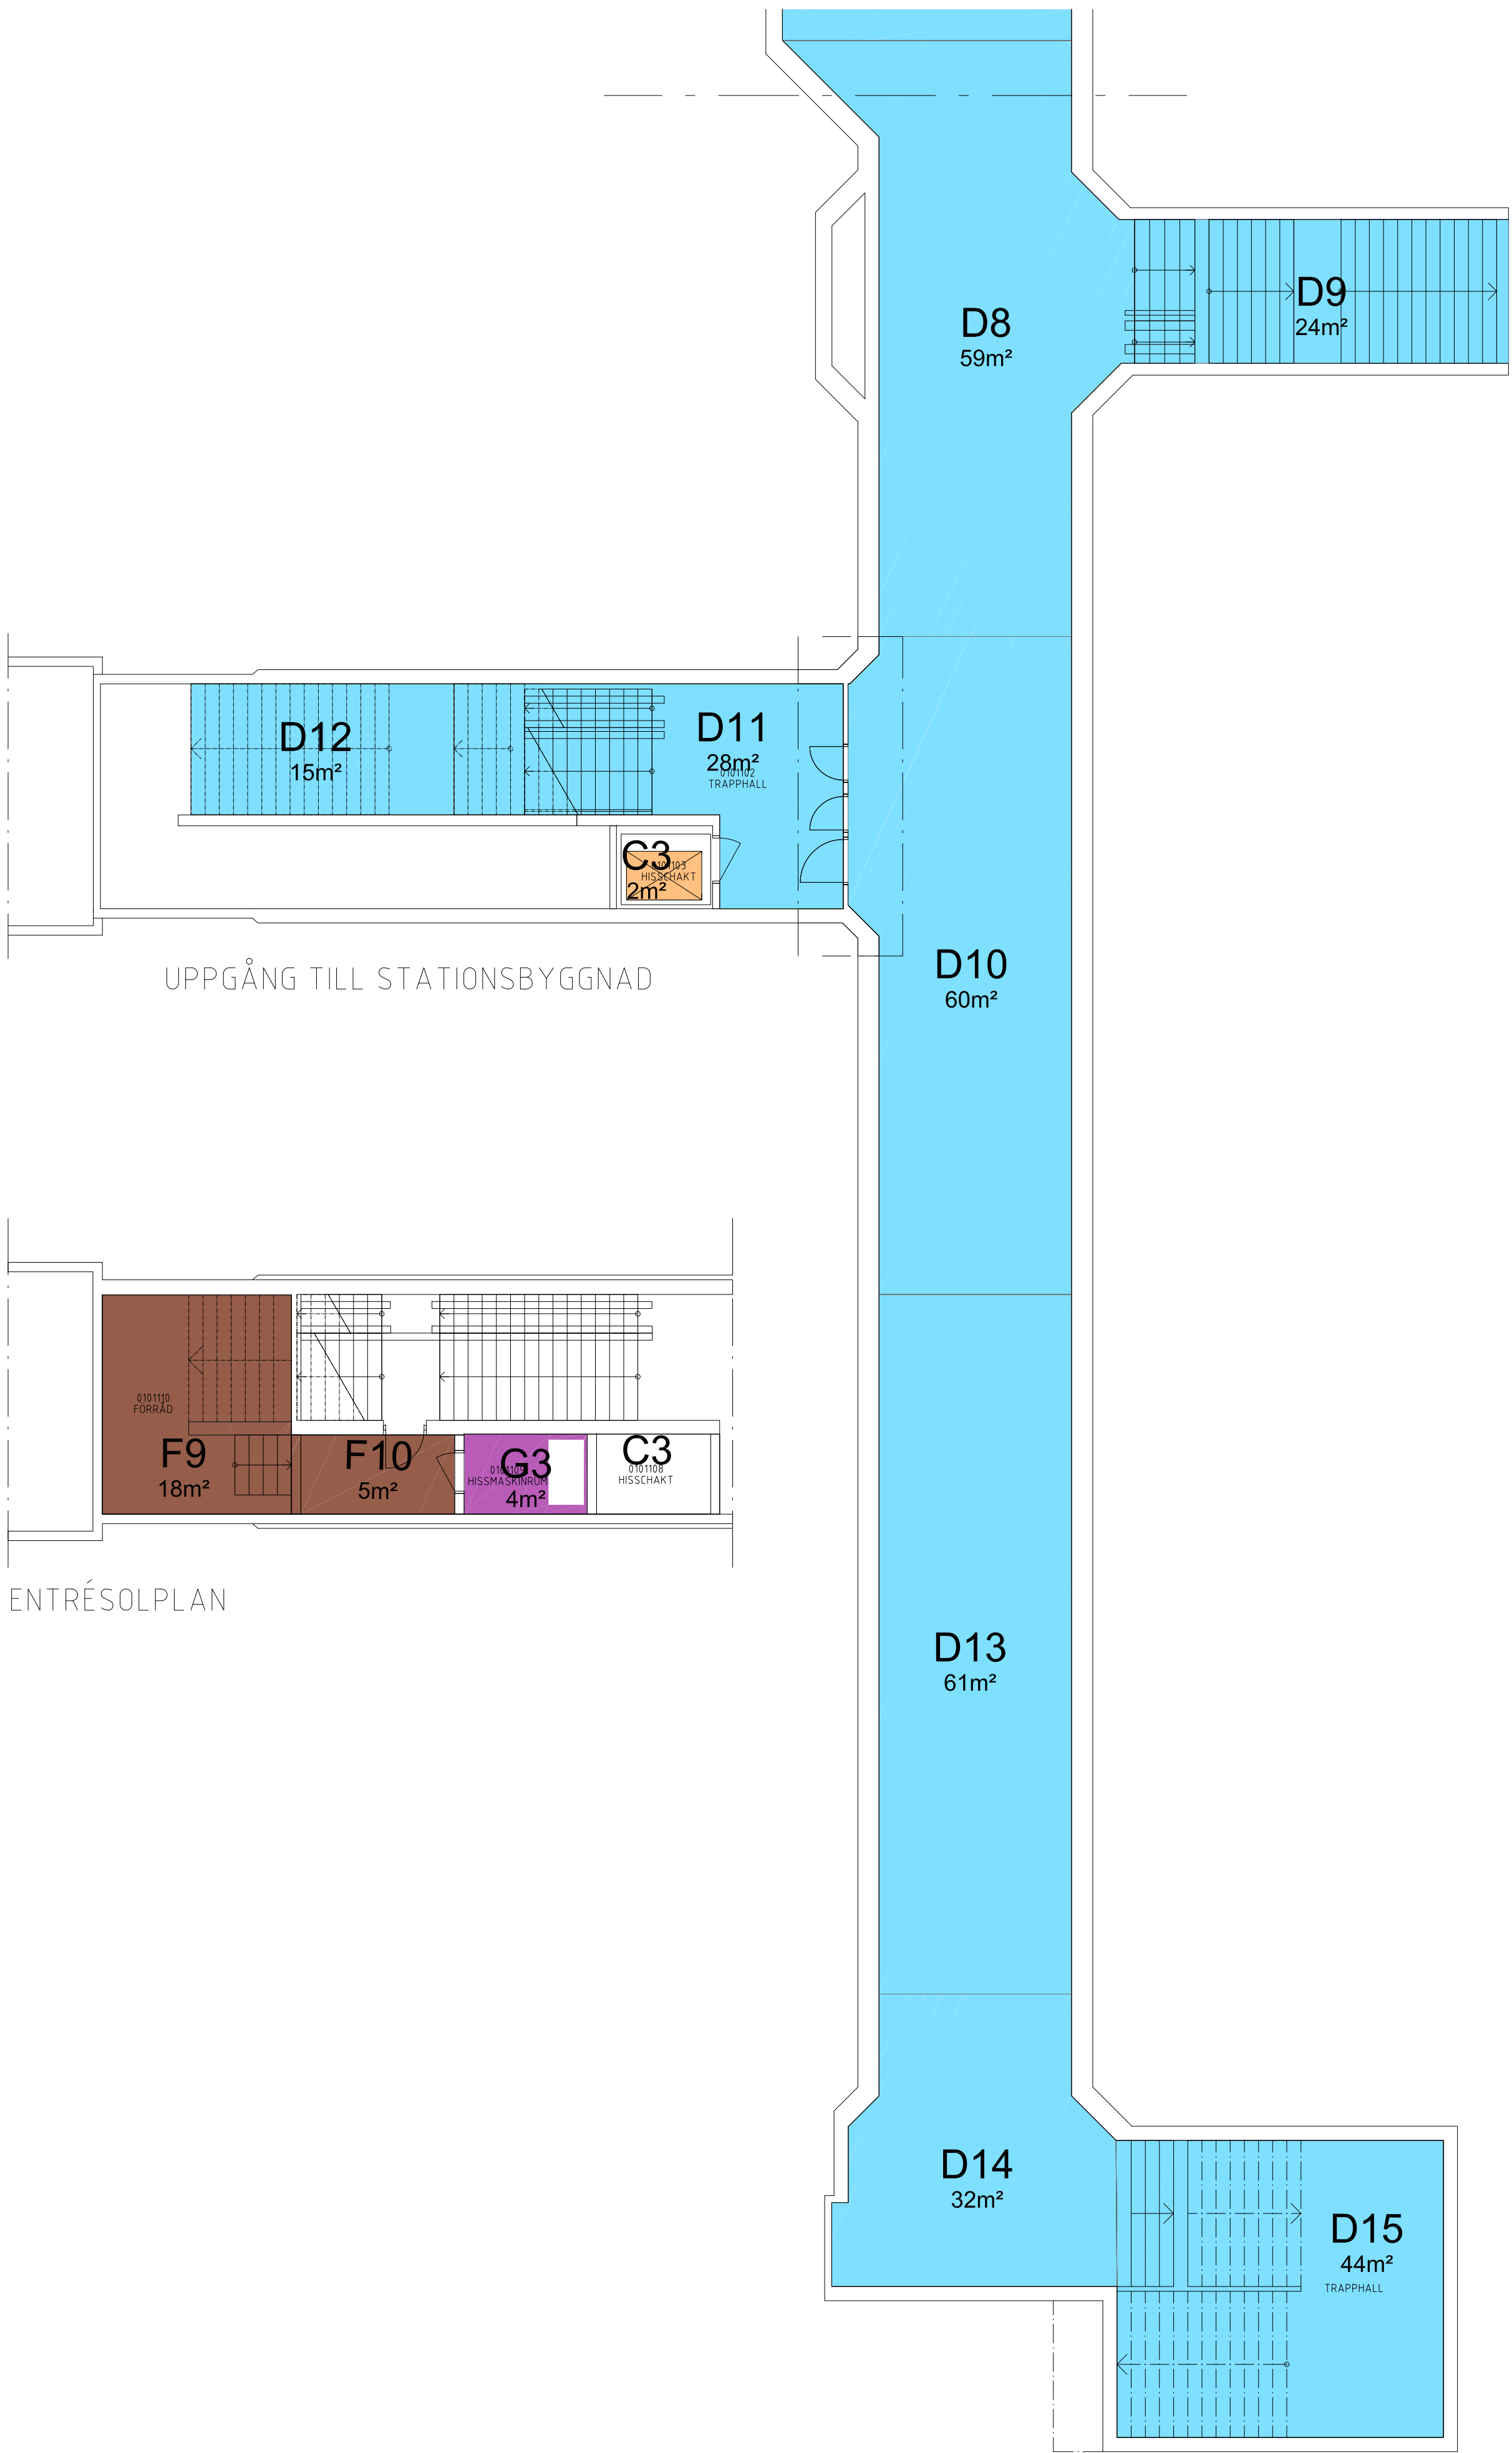 D8
59m²
D9
24m²
D12
15m²
D11
28m²
0101102
TRAPPHALL
C3
0101103
HISSCHAKT
2m²
D10
60m²
UPPGÅNG TILL STATIONSBYGGNAD
0101110
FÖRRÅD
F9
18m²
F10
5m²
G3
HISSMASKINRUM
4m²
C3
0101108
HISSCHAKT
ENTRÉSOLPLAN
D13
61m²
D14
32m²
D15
44m²
TRAPPHALL